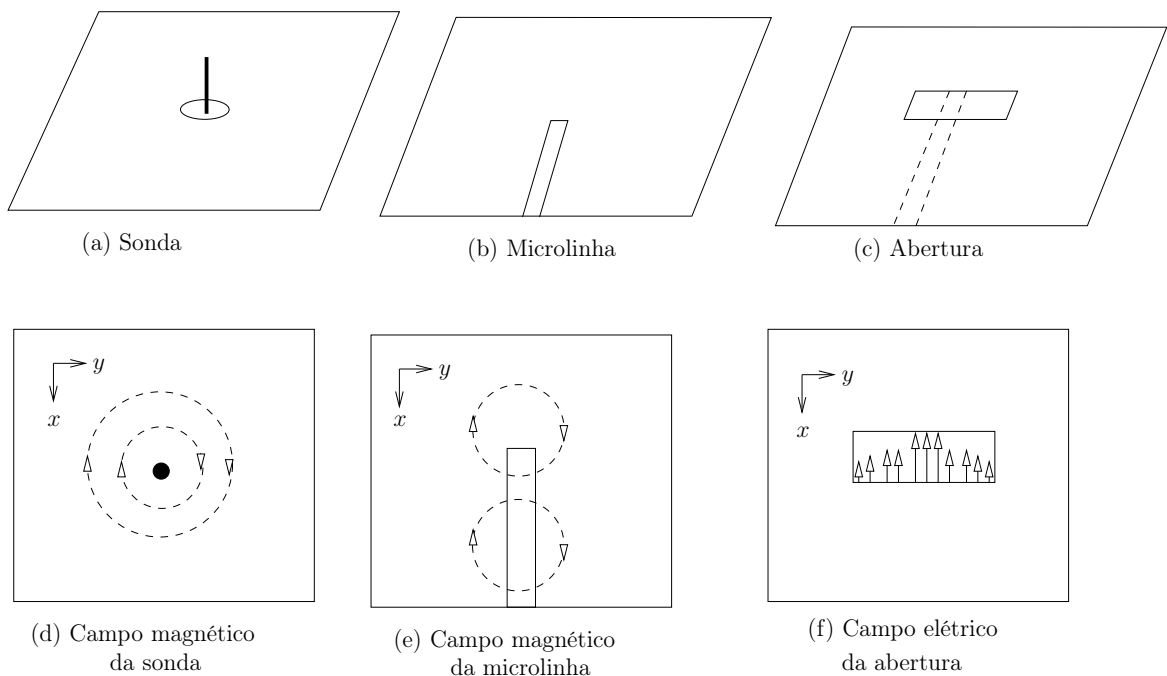 (a) Sonda
(b) Microlinha
(c) Abertura
y
x
y
x
y
x
(d) Campo magnético
da sonda
(e) Campo magnético
da microlinha
(f) Campo elétrico
da abertura